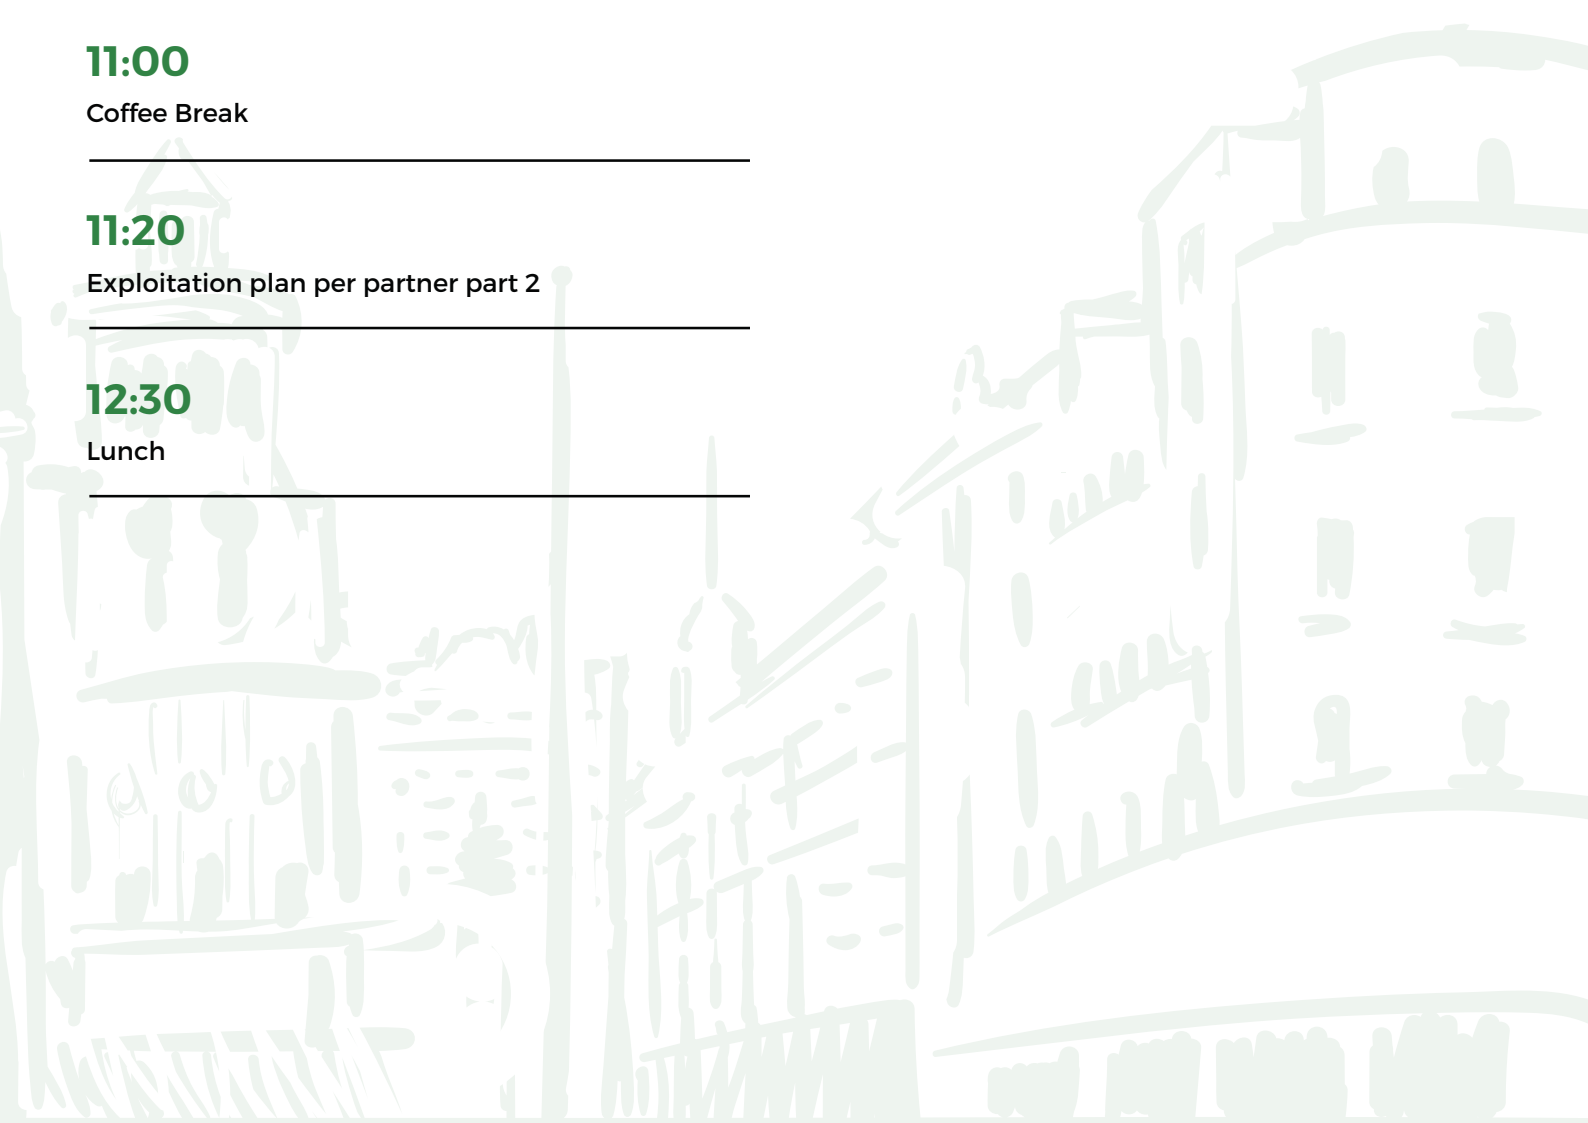 11:00
Coffee Break
11:20
Exploitation plan per partner part 2
12:30
Lunch